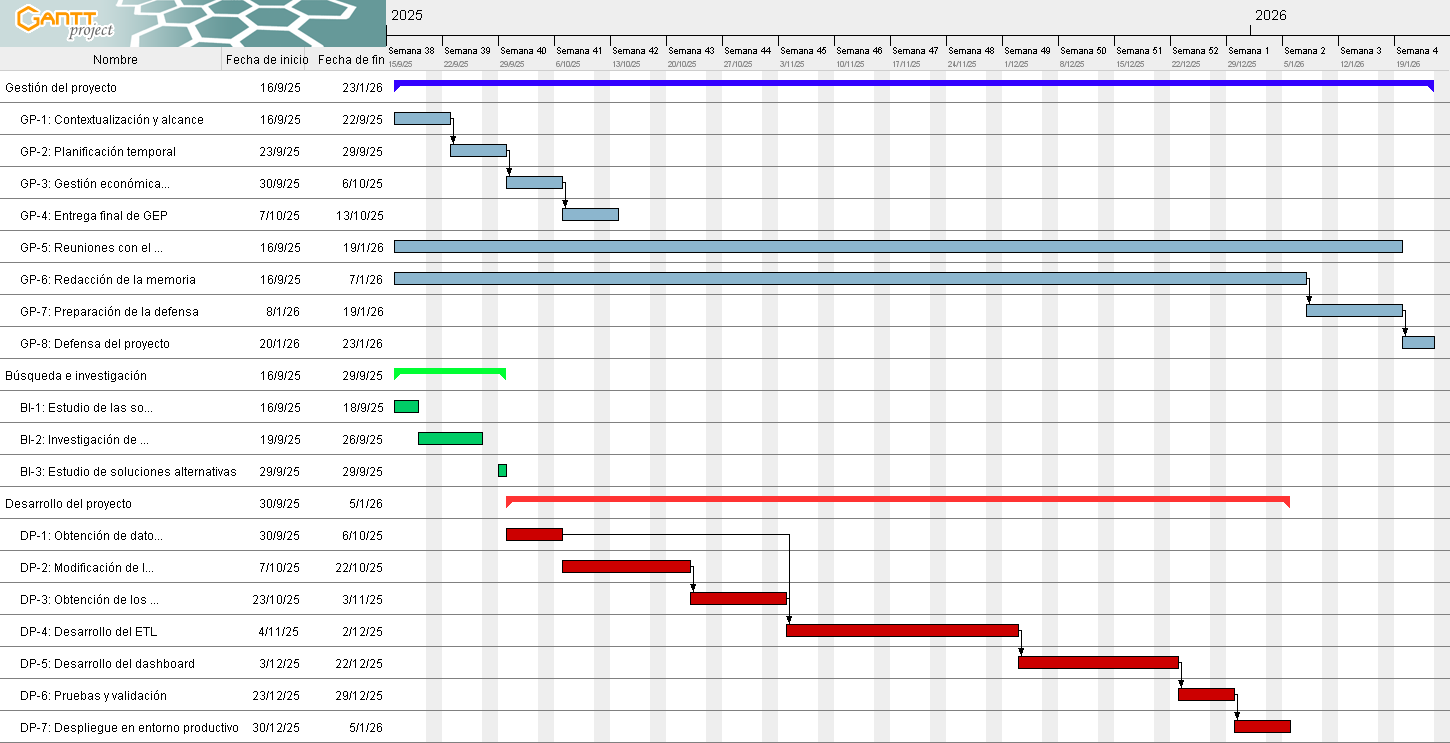 GANTT project
2025 2026
Semana 38 Semana 39 Semana 40 Semana 41 Semana 42 Semana 43 Semana 44 Semana 45 Semana 46 Semana 47 Semana 48 Semana 49 Semana 50 Semana 51 Semana 52 Semana 1 Semana 2 Semana 3 Semana 4
Nombre Fecha de inicio Fecha de fin 15/9/25 22/9/25 29/9/25 6/10/25 13/10/25 20/10/25 27/10/25 3/11/25 10/11/25 17/11/25 24/11/25 1/12/25 8/12/25 15/12/25 22/12/25 29/12/25 5/1/26 12/1/26 19/1/26
Gestión del proyecto 16/9/25 23/1/26
GP-1: Contextualización y alcance 16/9/25 22/9/25
GP-2: Planificación temporal 23/9/25 29/9/25
GP-3: Gestión económica... 30/9/25 6/10/25
GP-4: Entrega final de GEP 7/10/25 13/10/25
GP-5: Reuniones con el ... 16/9/25 19/1/26
GP-6: Redacción de la memoria 16/9/25 7/1/26
GP-7: Preparación de la defensa 8/1/26 19/1/26
GP-8: Defensa del proyecto 20/1/26 23/1/26
Búsqueda e investigación 16/9/25 29/9/25
BI-1: Estudio de las so... 16/9/25 18/9/25
BI-2: Investigación de ... 19/9/25 26/9/25
BI-3: Estudio de soluciones alternativas 29/9/25 29/9/25
Desarrollo del proyecto 30/9/25 5/1/26
DP-1: Obtención de dato... 30/9/25 6/10/25
DP-2: Modificación de l... 7/10/25 22/10/25
DP-3: Obtención de los ... 23/10/25 3/11/25
DP-4: Desarrollo del ETL 4/11/25 2/12/25
DP-5: Desarrollo del dashboard 3/12/25 22/12/25
DP-6: Pruebas y validación 23/12/25 29/12/25
DP-7: Despliegue en entorno productivo 30/12/25 5/1/26